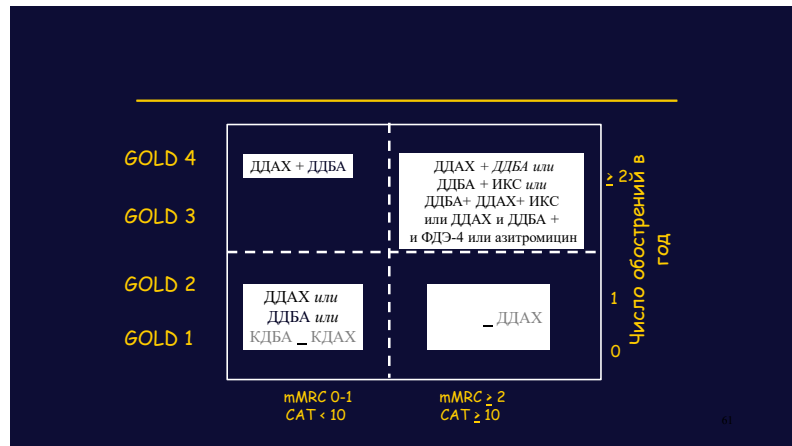 GOLD 4
GOLD 3
GOLD 2
GOLD 1
ДДАХ + ДДБА
ДДАХ + ДДБА или
ДДБА + ИКС или
ДДБА+ ДДАХ+ ИКС
или ДДАХ и ДДБА +
и ФДЭ-4 или азитромицин
ДДАХ или
ДДБА или
КДБА _ КДАХ
_ ДДАХ
≥ 2
1
0
Число обострений в
год
mMRC 0-1
CAT < 10
mMRC ≥ 2
CAT ≥ 10
61